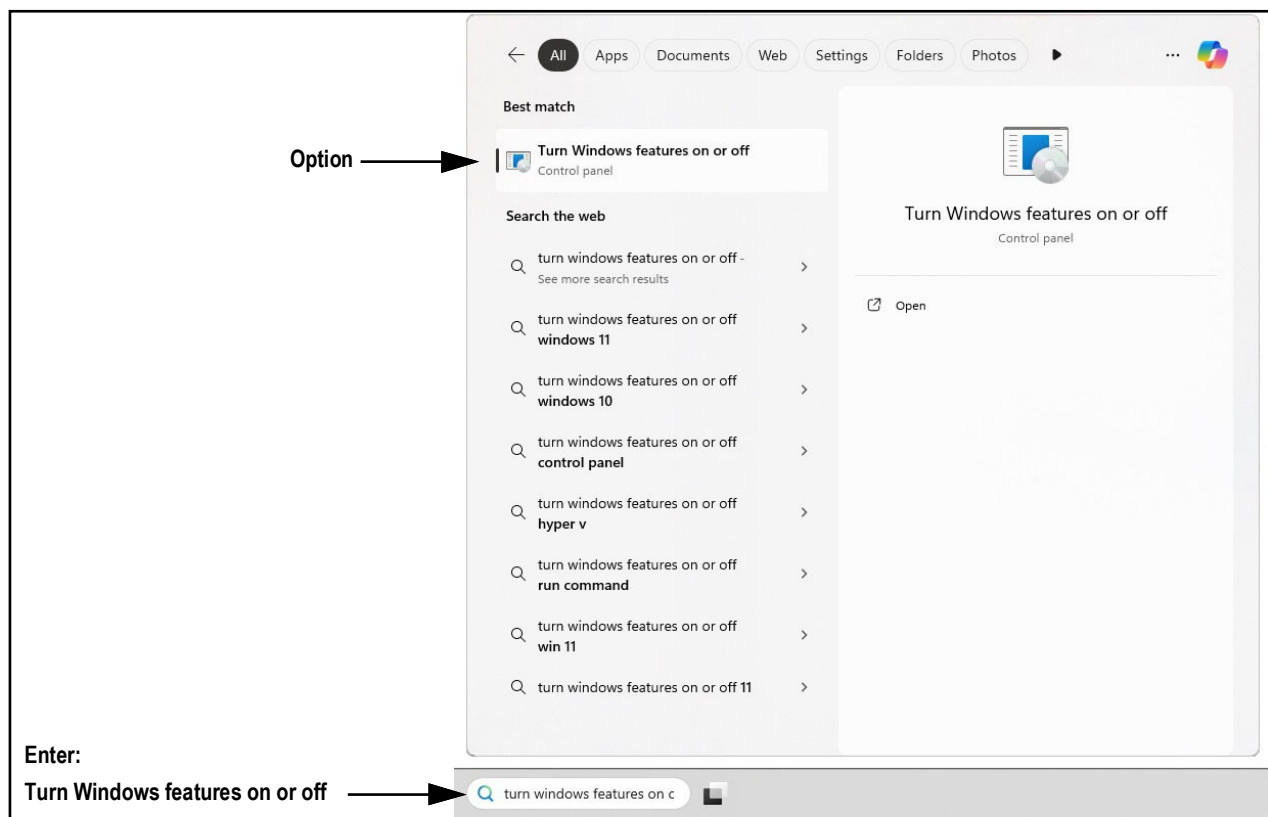 All Apps Documents Web Settings Folders Photos ...
Best match
Option
Turn Windows features on or off
Control panel
Search the web
turn windows features on or off -
See more search results
turn windows features on or off
windows 11
turn windows features on or off
windows 10
turn windows features on or off
control panel
turn windows features on or off
hyper v
turn windows features on or off
run command
turn windows features on or off
win 11
turn windows features on or off 11
Turn Windows features on or off
Control panel
Open
Enter:
Turn Windows features on or off
turn windows features on c